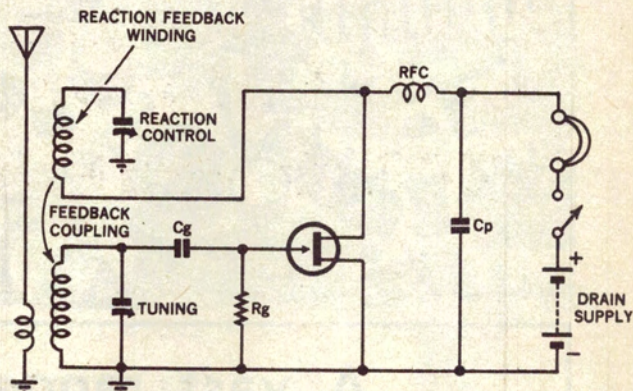 REACTION FEEDBACK
WINDING
RFC
REACTION
CONTROL
FEEDBACK
COUPLING
Cg
Cp
TUNING
Rg
+
DRAIN
SUPPLY
−